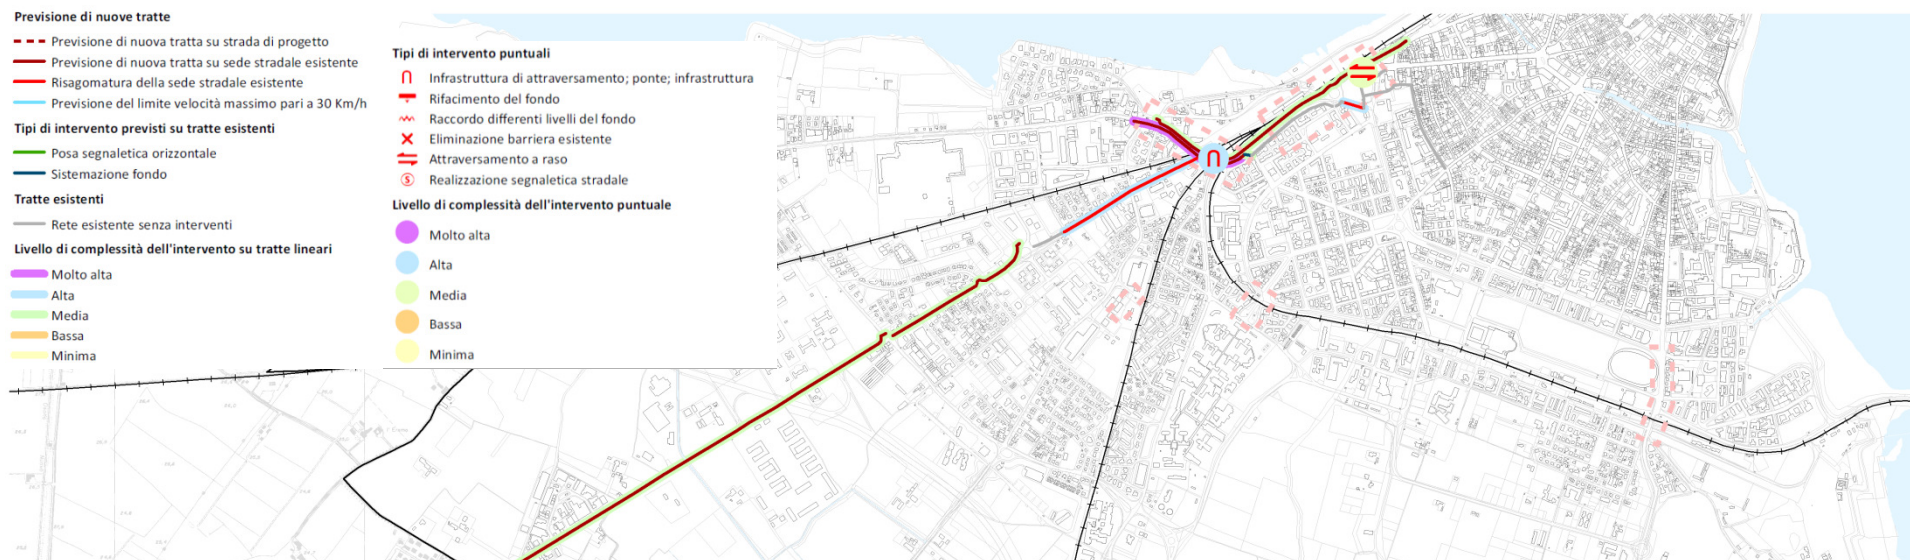 Previsione di nuove tratte
Previsione di nuova tratta su strada di progetto
Previsione di nuova tratta su sede stradale esistente
Risagomatura della sede stradale esistente
Previsione del limite velocità massimo pari a 30 Km/h
Tipi di intervento previsti su tratte esistenti
Posa segnaletica orizzontale
Sistemazione fondo
Tratte esistenti
Rete esistente senza interventi
Livello di complessità dell'intervento su tratte lineari
Molto alta
Alta
Media
Bassa
Minima
Tipi di intervento puntuali
Infrastruttura di attraversamento; ponte; infrastruttura
Rifacimento del fondo
Raccordo differenti livelli del fondo
Eliminazione barriera esistente
Attraversamento a raso
S Realizzazione segnaletica stradale
Livello di complessità dell'intervento puntuale
Molto alta
Alta
Media
Bassa
Minima